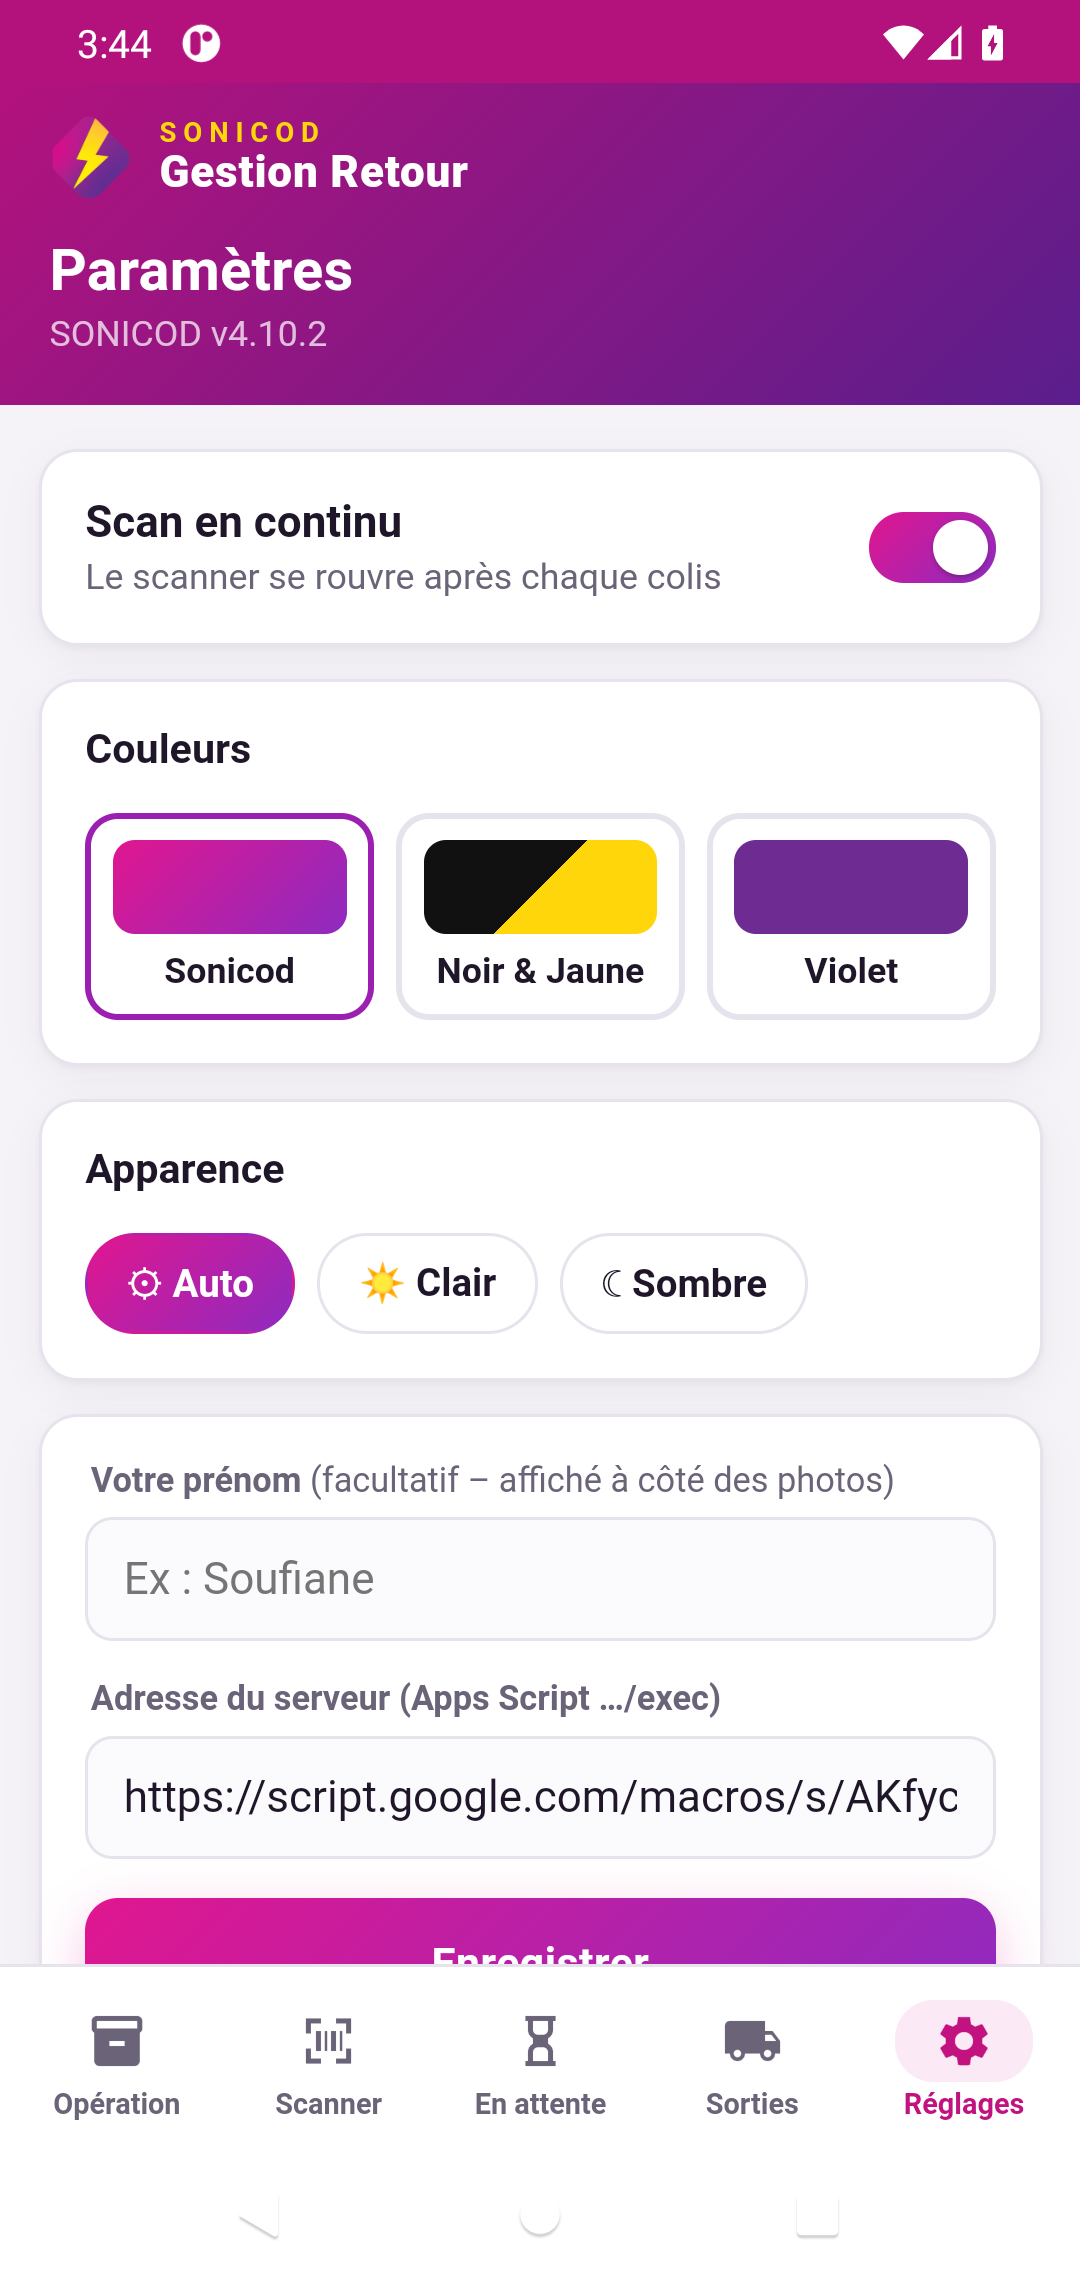 3:44
SONICOD
Gestion Retour
Paramètres
SONICOD v4.10.2
Scan en continu
Le scanner se rouvre après chaque colis
Couleurs
Sonicod
Noir & Jaune
Violet
Apparence
Auto
Clair
Sombre
Votre prénom (facultatif – affiché à côté des photos)
Ex : Soufiane
Adresse du serveur (Apps Script …/exec)
https://script.google.com/macros/s/AKfyc
Enregistrer
Opération
Scanner
En attente
Sorties
Réglages